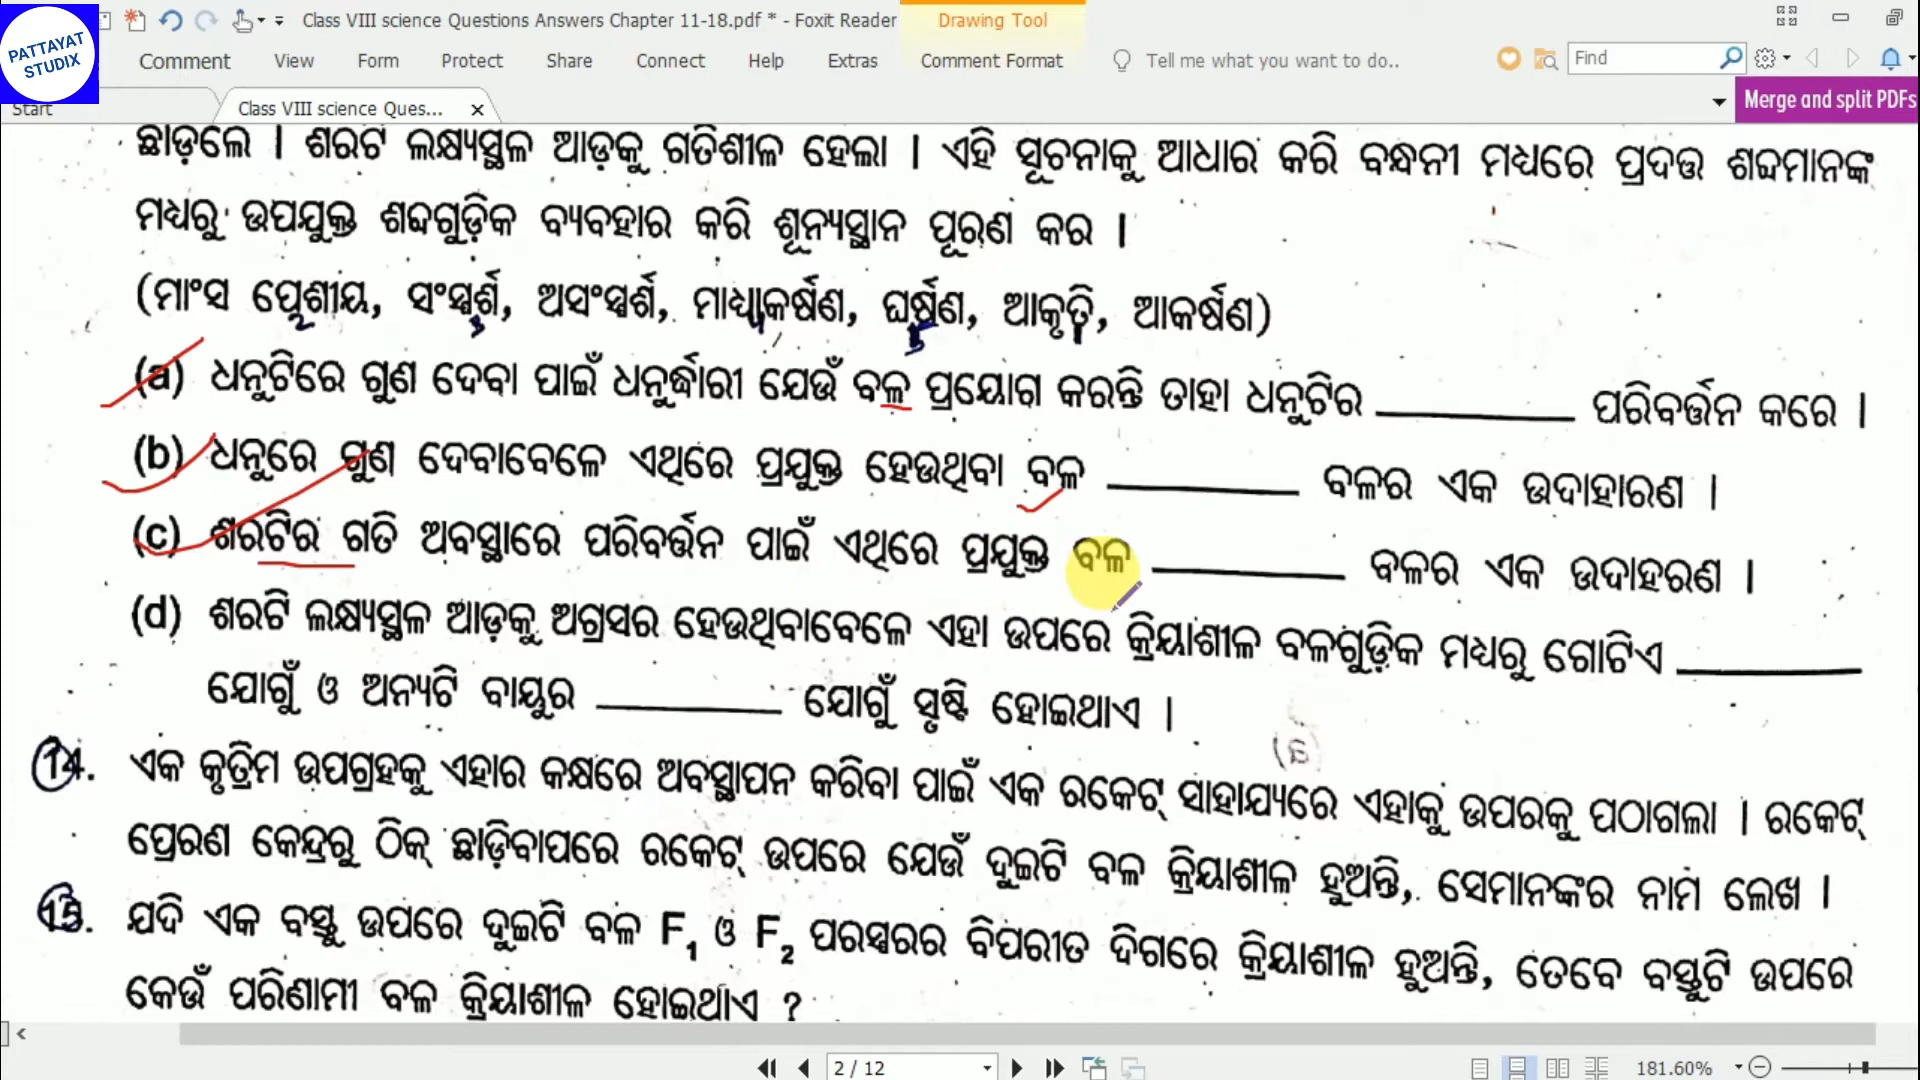 PATTAYAT
STUDIX
Class VIII science Questions Answers Chapter 11-18.pdf * - Foxit Reader
Drawing Tool
Comment View Form Protect Share Connect Help Extras Comment Format Tell me what you want to do.. Find
Start Class VIII science Ques... Merge and split PDFs
ଛାଡ଼ଲେ । ଶରଟି ଲକ୍ଷ୍ୟସ୍ଥଳ ଆଡ଼କୁ ଗତିଶୀଳ ହେଲା । ଏହି ସୂଚନାକୁ ଆଧାର କରି ବନ୍ଧନୀ ମଧ୍ୟରେ ପ୍ରଦତ୍ତ ଶବ୍ଦମାନଙ୍କ
ମଧ୍ୟରୁ ଉପଯୁକ୍ତ ଶବ୍ଦଗୁଡ଼ିକ ବ୍ୟବହାର କରି ଶୂନ୍ୟସ୍ଥାନ ପୂରଣ କର ।
(ମାଂସ ପେଶୀୟ, ସଂସ୍ପର୍ଶ, ଅସଂସ୍ପର୍ଶ, ମାଧ୍ୟାକର୍ଷଣ, ଘର୍ଷଣ, ଆକୃତି, ଆକର୍ଷଣ)
(a) ଧନୁଟିରେ ଗୁଣ ଦେବା ପାଇଁ ଧନୁର୍ଦ୍ଧାରୀ ଯେଉଁ ବଳ ପ୍ରୟୋଗ କରନ୍ତି ତାହା ଧନୁଟିର ________ ପରିବର୍ତ୍ତନ କରେ ।
(b) ଧନୁରେ ଗୁଣ ଦେବାବେଳେ ଏଥିରେ ପ୍ରଯୁକ୍ତ ହେଉଥିବା ବଳ ________ ବଳର ଏକ ଉଦାହାରଣ ।
(c) ଶରଟିର ଗତି ଅବସ୍ଥାରେ ପରିବର୍ତ୍ତନ ପାଇଁ ଏଥିରେ ପ୍ରଯୁକ୍ତ ବଳ ________ ବଳର ଏକ ଉଦାହରଣ ।
(d) ଶରଟି ଲକ୍ଷ୍ୟସ୍ଥଳ ଆଡ଼କୁ ଅଗ୍ରସର ହେଉଥିବାବେଳେ ଏହା ଉପରେ କ୍ରିୟାଶୀଳ ବଳଗୁଡ଼ିକ ମଧ୍ୟରୁ ଗୋଟିଏ ________
ଯୋଗୁଁ ଓ ଅନ୍ୟଟି ବାୟୁର ________ ଯୋଗୁଁ ସୃଷ୍ଟି ହୋଇଥାଏ ।
14. ଏକ କୃତ୍ରିମ ଉପଗ୍ରହକୁ ଏହାର କକ୍ଷରେ ଅବସ୍ଥାପନ କରିବା ପାଇଁ ଏକ ରକେଟ୍ ସାହାଯ୍ୟରେ ଏହାକୁ ଉପରକୁ ପଠାଗଲା । ରକେଟ୍
ପ୍ରେରଣ କେନ୍ଦ୍ରରୁ ଠିକ୍ ଛାଡ଼ିବାପରେ ରକେଟ୍ ଉପରେ ଯେଉଁ ଦୁଇଟି ବଳ କ୍ରିୟାଶୀଳ ହୁଅନ୍ତି, ସେମାନଙ୍କର ନାମ ଲେଖ ।
15. ଯଦି ଏକ ବସ୍ତୁ ଉପରେ ଦୁଇଟି ବଳ F₁ ଓ F₂ ପରସ୍ପରର ବିପରୀତ ଦିଗରେ କ୍ରିୟାଶୀଳ ହୁଅନ୍ତି, ତେବେ ବସ୍ତୁଟି ଉପରେ
କେଉଁ ପରିଣାମୀ ବଳ କ୍ରିୟାଶୀଳ ହୋଇଥାଏ ?
2 / 12 181.60%